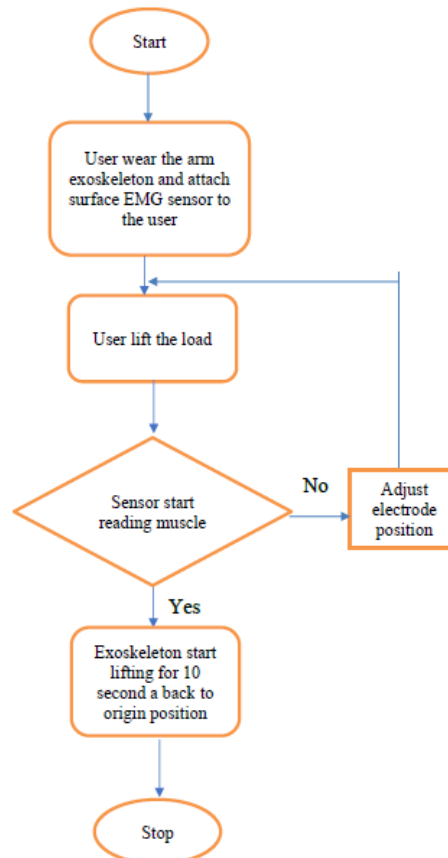 Start
User wear the arm
exoskeleton and attach
surface EMG sensor to
the user
User lift the load
Sensor start
reading muscle
No
Adjust
electrode
position
Yes
Exoskeleton start
lifting for 10
second a back to
origin position
Stop